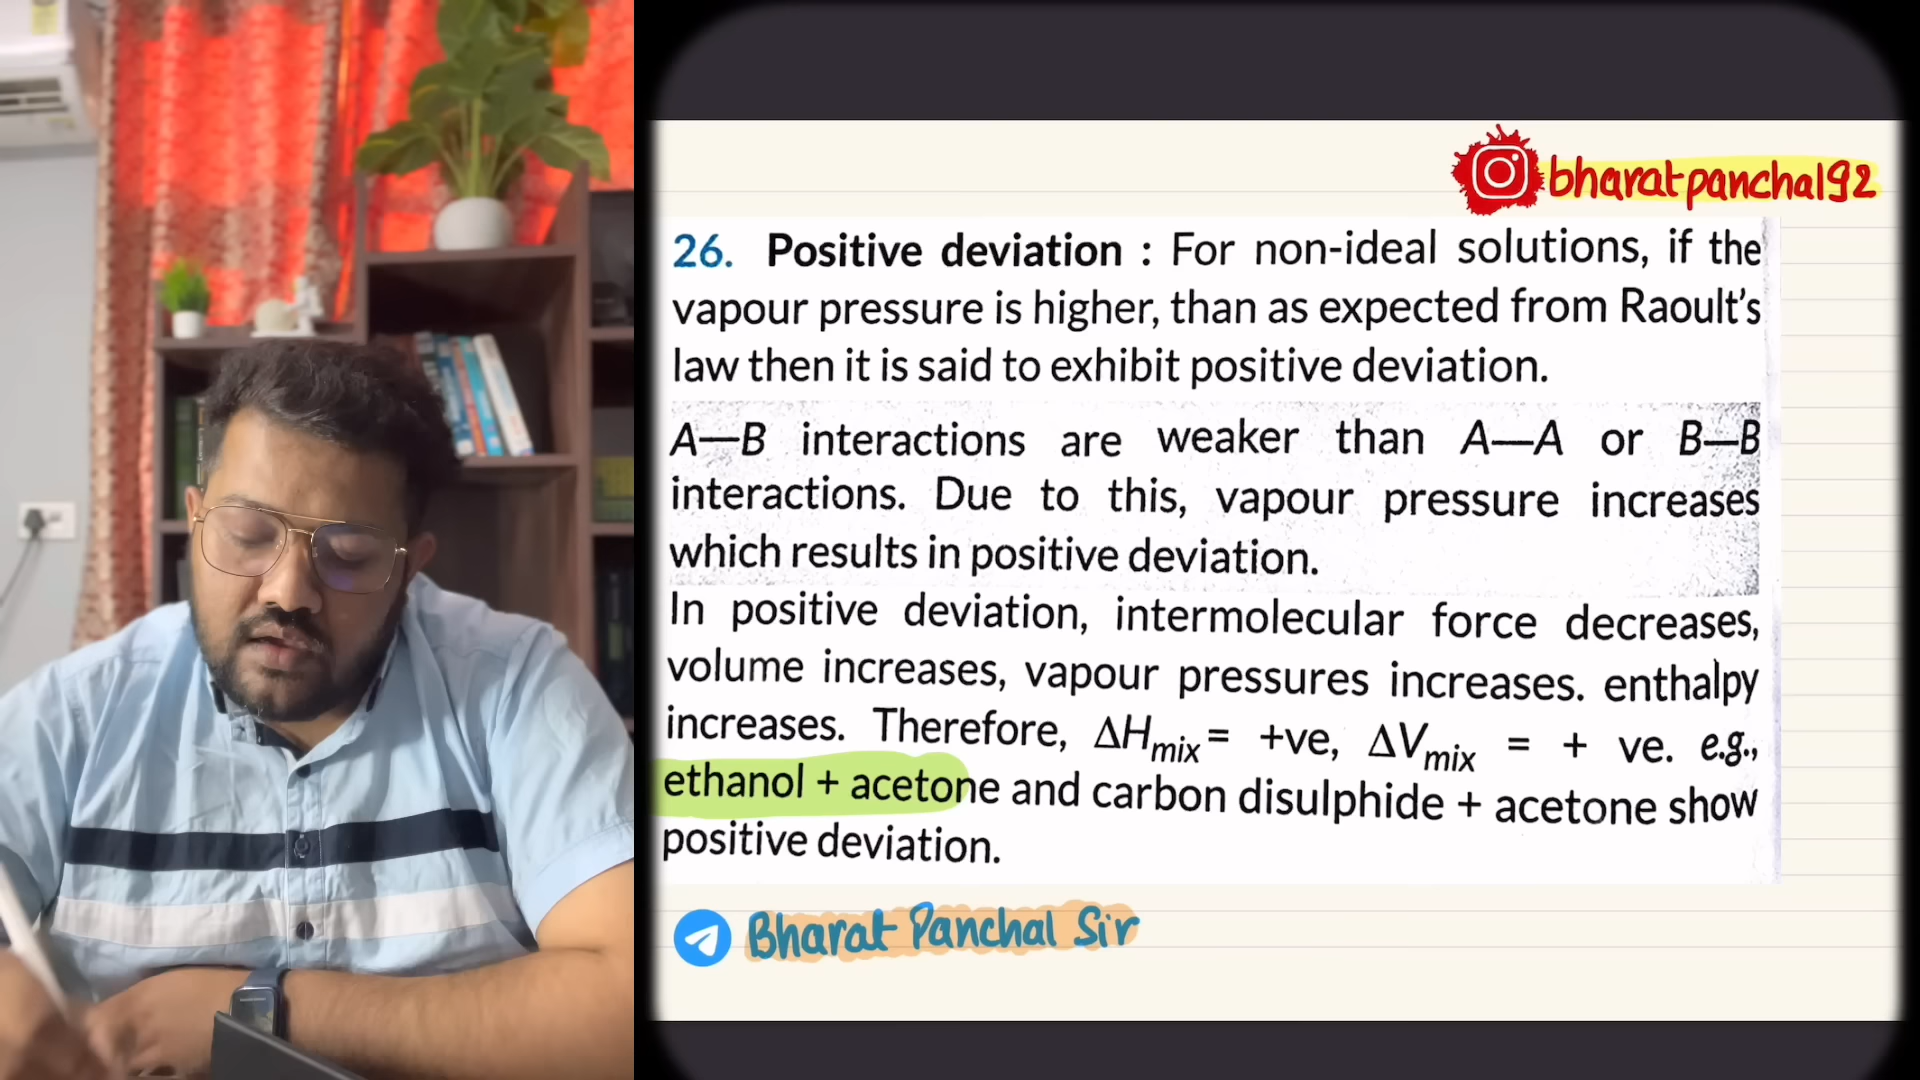 bharatpanchal92
26. Positive deviation : For non-ideal solutions, if the
vapour pressure is higher, than as expected from Raoult's
law then it is said to exhibit positive deviation.
A—B interactions are weaker than A—A or B—B
interactions. Due to this, vapour pressure increases
which results in positive deviation.
In positive deviation, intermolecular force decreases,
volume increases, vapour pressures increases. enthalpy
increases. Therefore, ΔHmix = +ve, ΔVmix = + ve. e.g.,
ethanol + acetone and carbon disulphide + acetone show
positive deviation.
Bharat Panchal Sir